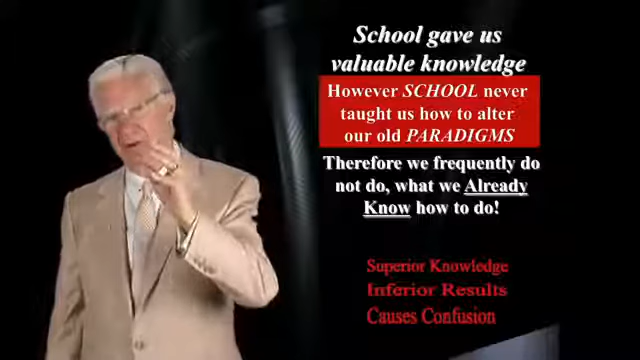 School gave us
valuable knowledge
However SCHOOL never
taught us how to alter
our old PARADIGMS
Therefore we frequently do
not do, what we Already
Know how to do!
Superior Knowledge
Inferior Results
Causes Confusion